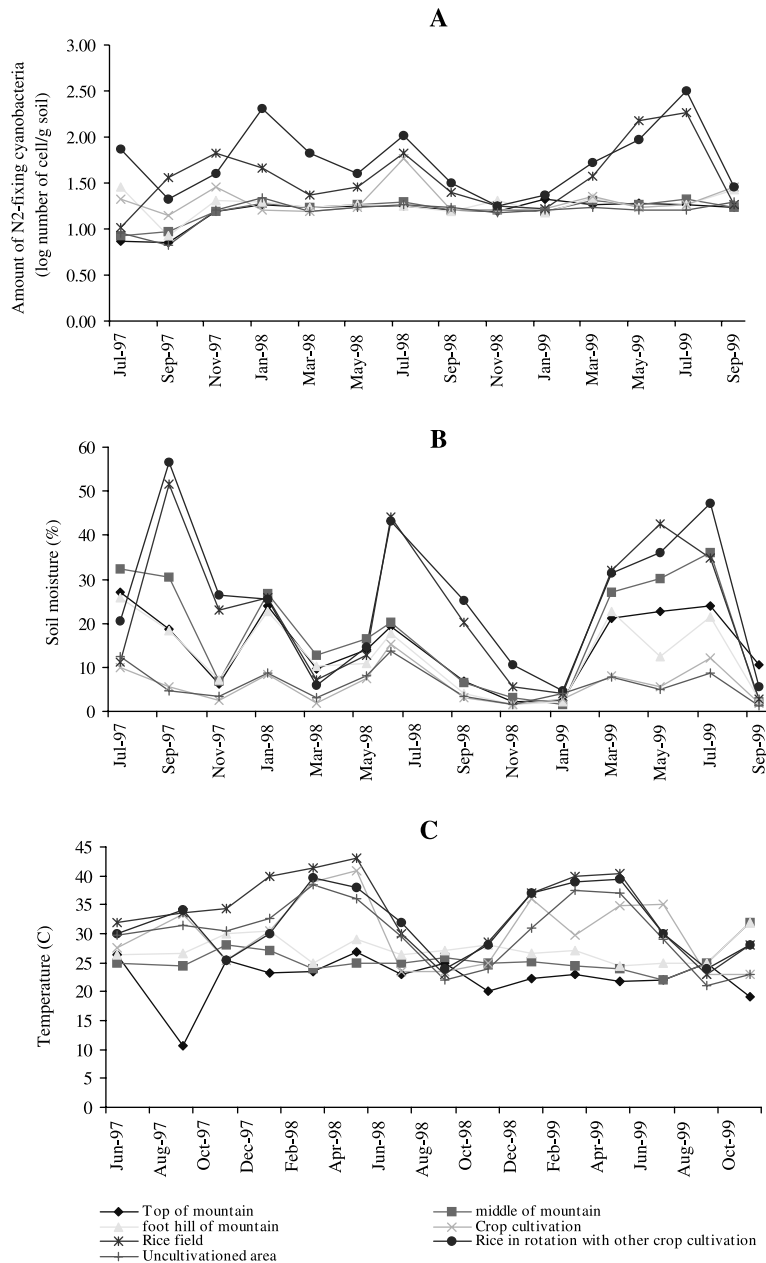 A
Amount of N2-fixing cyanobacteria
(log number of cell/g soil)
3.00
2.50
2.00
1.50
1.00
0.50
0.00
Jul-97 Sep-97 Nov-97 Jan-98 Mar-98 May-98 Jul-98 Sep-98 Nov-98 Jan-99 Mar-99 May-99 Jul-99 Sep-99
B
Soil moisture (%)
60
50
40
30
20
10
0
Jul-97 Sep-97 Nov-97 Jan-98 Mar-98 May-98 Jul-98 Sep-98 Nov-98 Jan-99 Mar-99 May-99 Jul-99 Sep-99
C
Temperature (C)
45
40
35
30
25
20
15
10
5
0
Jun-97 Aug-97 Oct-97 Dec-97 Feb-98 Apr-98 Jun-98 Aug-98 Oct-98 Dec-98 Feb-99 Apr-99 Jun-99 Aug-99 Oct-99
Top of mountain middle of mountain
foot hill of mountain Crop cultivation
Rice field Rice in rotation with other crop cultivation
Uncultivationed area